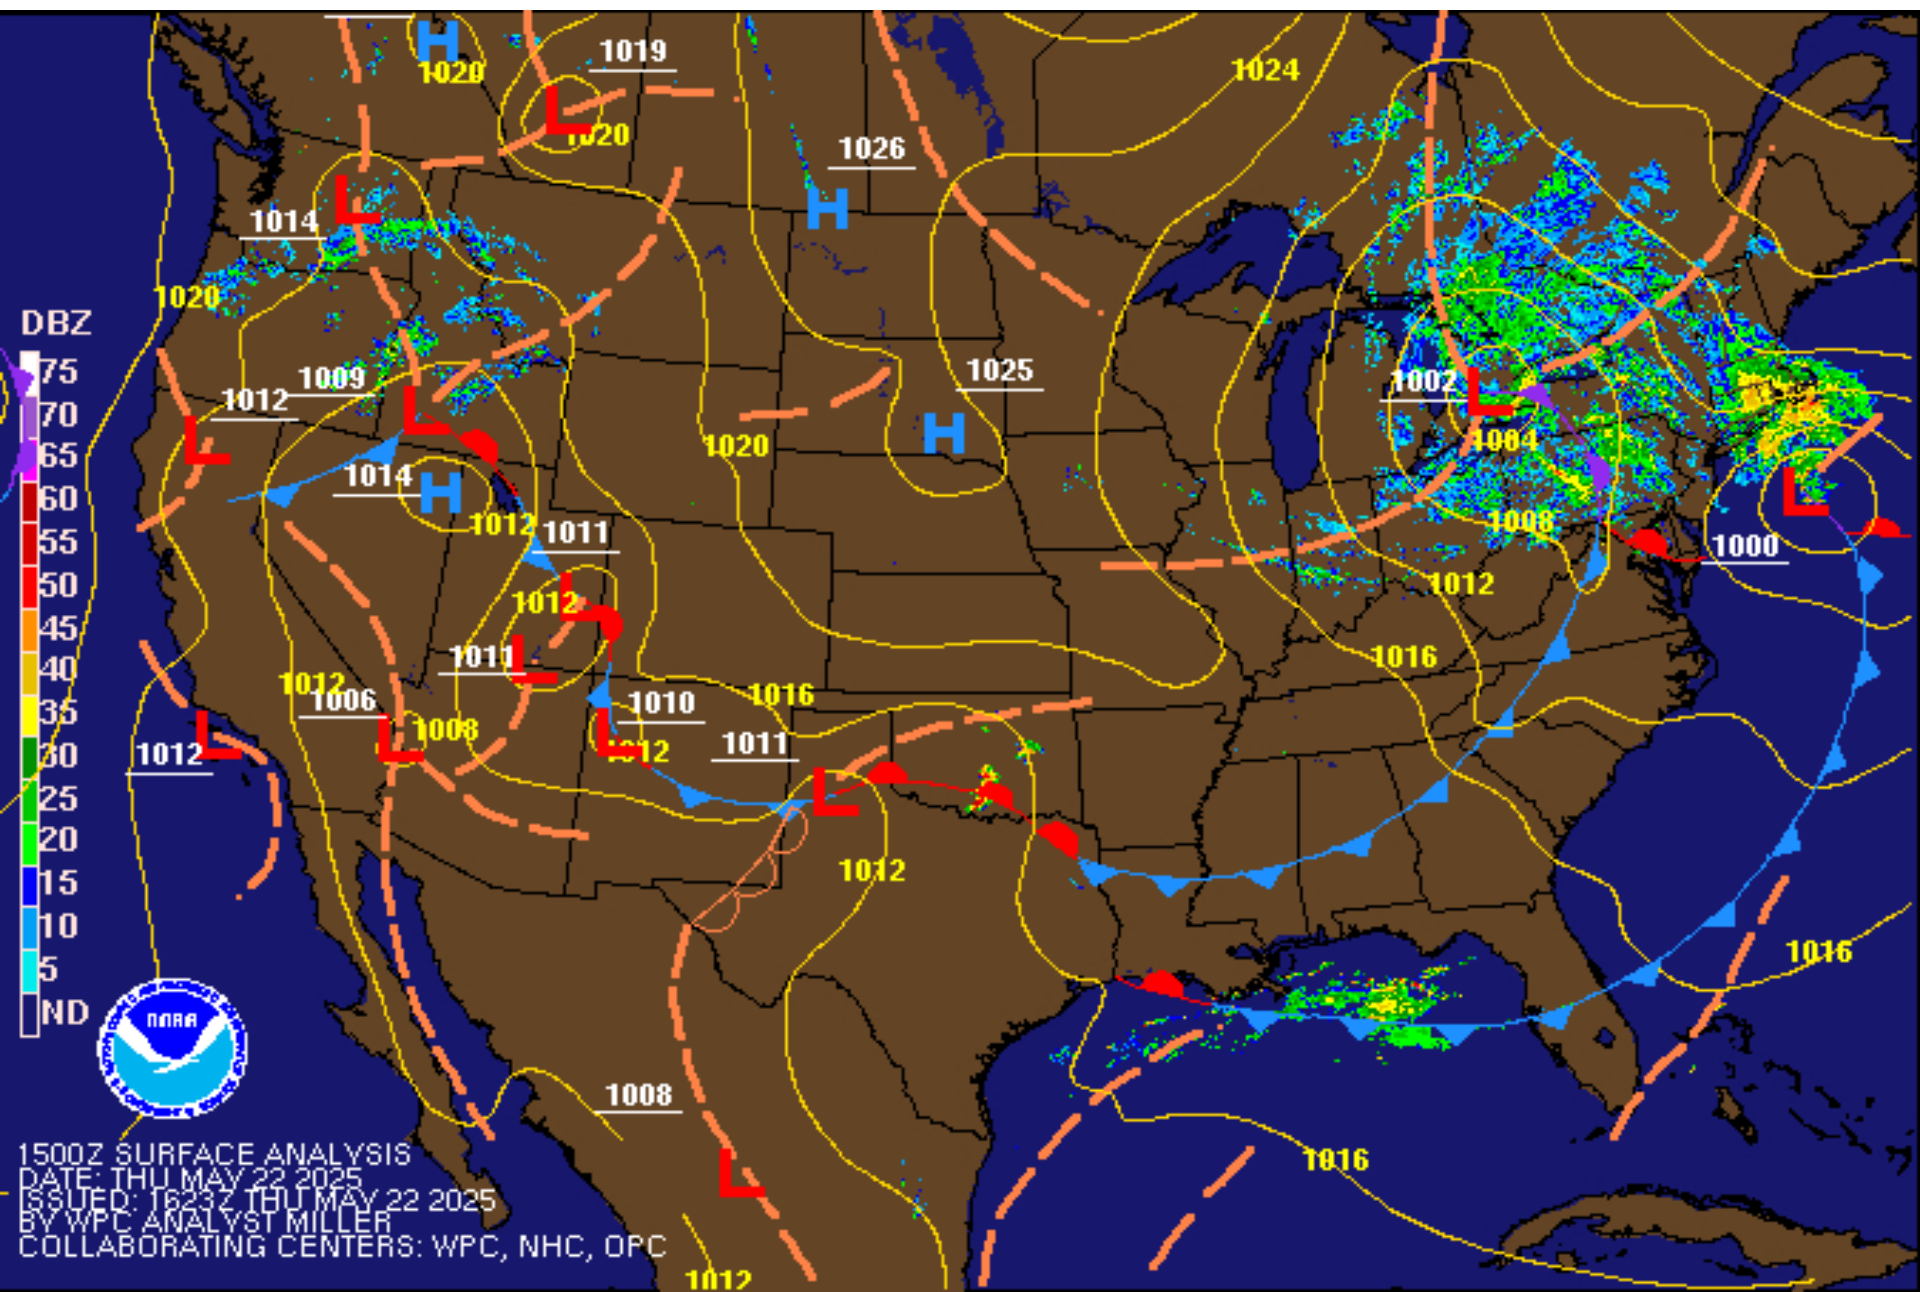 H
1020
1019
L
1020
1024
1026
H
L
1014
1020
DBZ
75
70
65
60
55
50
45
40
35
30
25
20
15
10
5
ND
1009
1012
L
L
1014
H
1012
1011
1012
L
1011
L
1012
1006
L
1008
1012
L
1010
L
1012
1011
L
1016
1020
1025
H
1002
L
1004
1008
1012
1016
1000
L
1012
1016
1016
1008
L
1012
NOAA
1500Z SURFACE ANALYSIS
DATE: THU MAY 22 2025
ISSUED: 1623Z THU MAY 22 2025
BY WPC ANALYST MILLER
COLLABORATING CENTERS: WPC, NHC, OPC